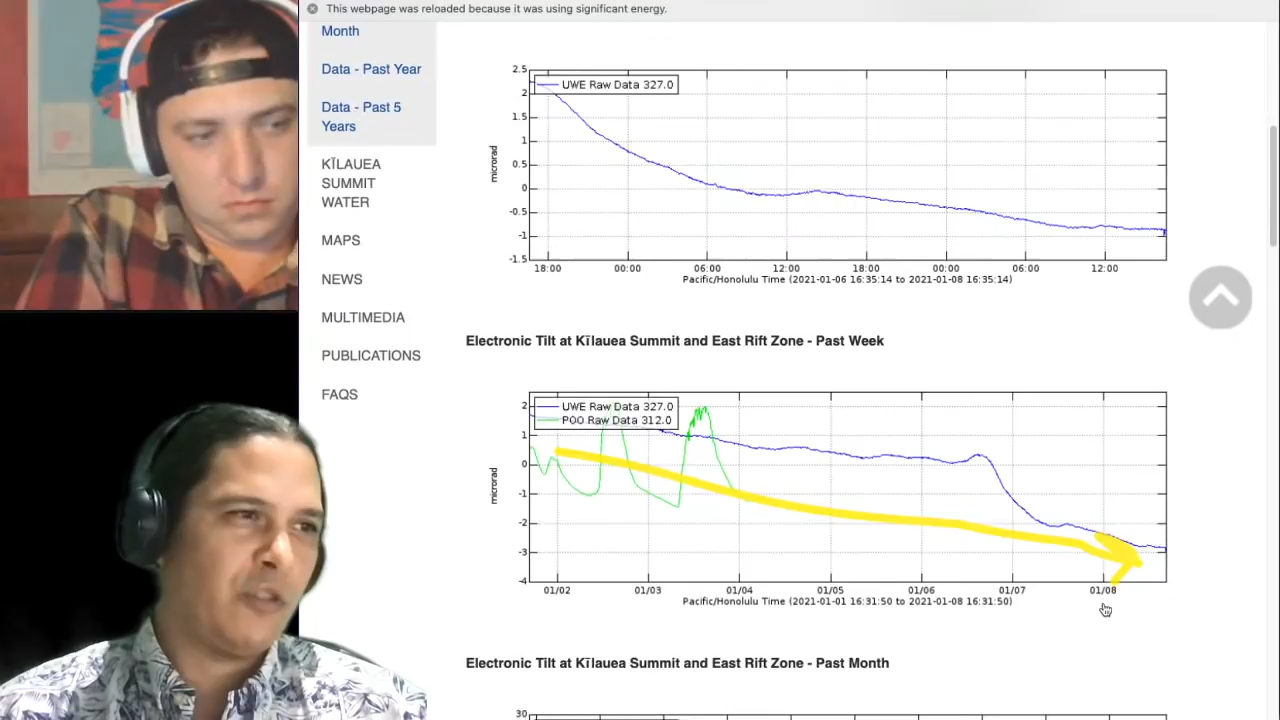 This webpage was reloaded because it was using significant energy.
Month
Data - Past Year
Data - Past 5
Years
KĪLAUEA
SUMMIT
WATER
MAPS
NEWS
MULTIMEDIA
PUBLICATIONS
FAQS
UWE Raw Data 327.0
2.5
2
1.5
1
0.5
0
-0.5
-1
-1.5
microrad
18:00 00:00 06:00 12:00 18:00 00:00 06:00 12:00
Pacific/Honolulu Time (2021-01-06 16:35:14 to 2021-01-08 16:35:14)
Electronic Tilt at Kīlauea Summit and East Rift Zone - Past Week
UWE Raw Data 327.0
POO Raw Data 312.0
2
1
0
-1
-2
-3
-4
microrad
01/02 01/03 01/04 01/05 01/06 01/07 01/08
Pacific/Honolulu Time (2021-01-01 16:31:50 to 2021-01-08 16:31:50)
Electronic Tilt at Kīlauea Summit and East Rift Zone - Past Month
30